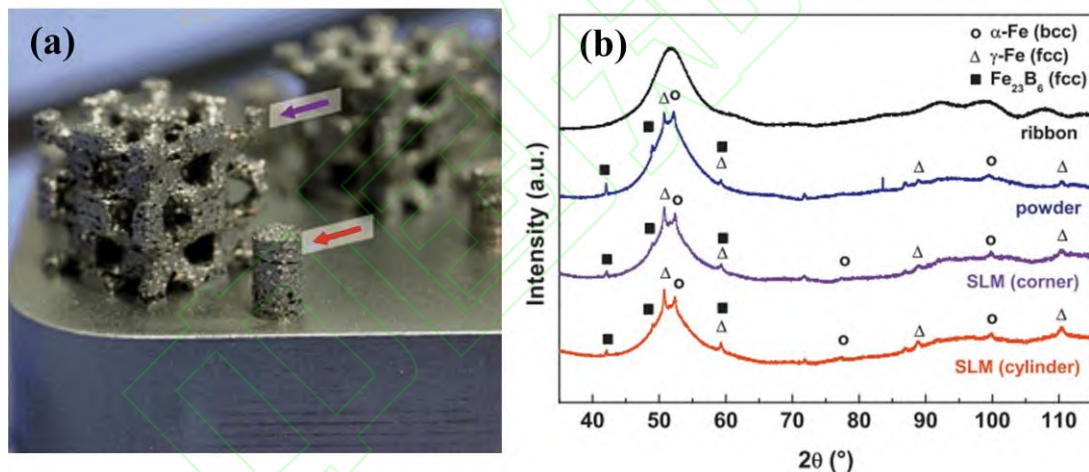 (a)
(b)
o α-Fe (bcc)
Δ γ-Fe (fcc)
■ Fe₂₃B₆ (fcc)
ribbon
powder
SLM (corner)
SLM (cylinder)
Intensity (a.u.)
40 50 60 70 80 90 100 110
2θ (°)